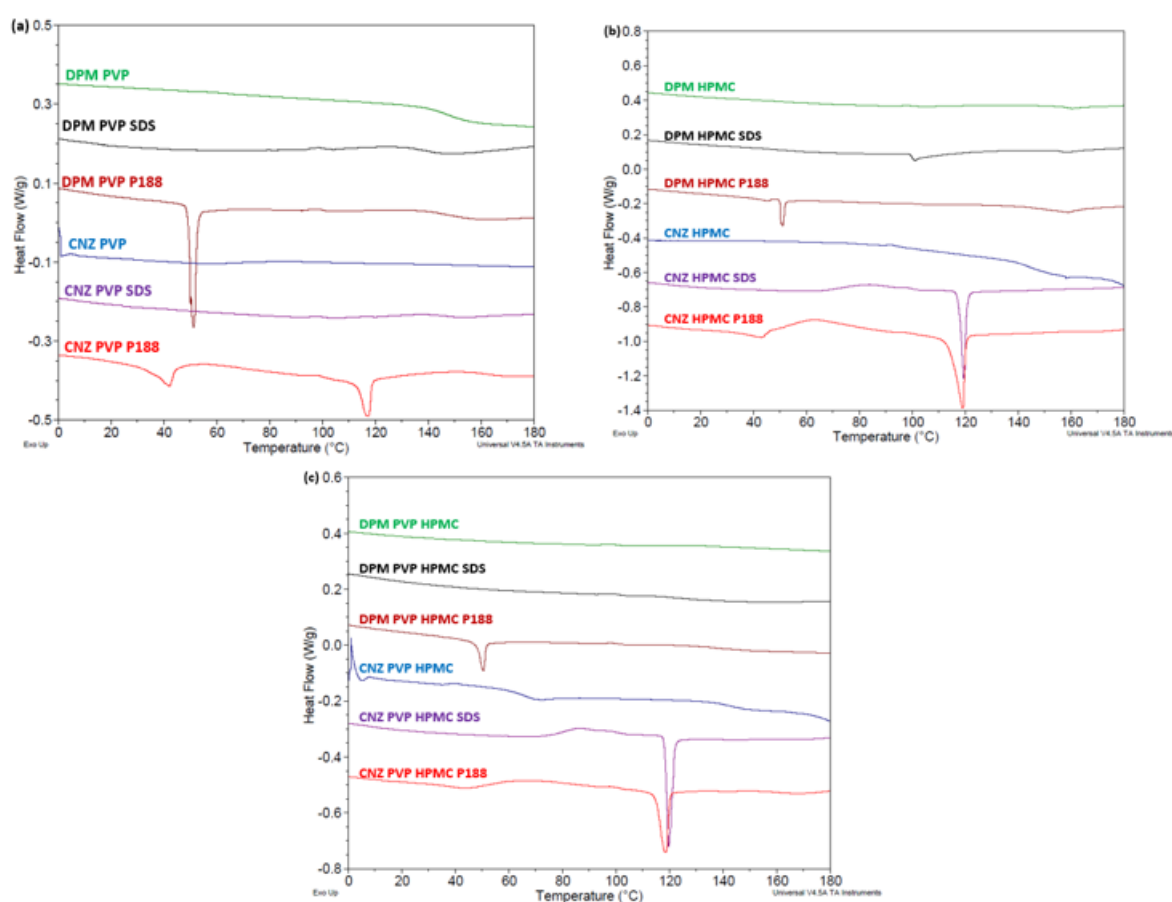 (a)
0.5
0.3
0.1
-0.1
-0.3
-0.5
Heat Flow (W/g)
DPM PVP
DPM PVP SDS
DPM PVP P188
CNZ PVP
CNZ PVP SDS
CNZ PVP P188
0 20 40 60 80 100 120 140 160 180
Exo Up
Temperature (°C)
Universal V4.5A TA Instruments
(b)
0.8
0.6
0.4
0.2
0.0
-0.2
-0.4
-0.6
-0.8
-1.0
-1.2
-1.4
Heat Flow (W/g)
DPM HPMC
DPM HPMC SDS
DPM HPMC P188
CNZ HPMC
CNZ HPMC SDS
CNZ HPMC P188
0 20 40 60 80 100 120 140 160 180
Exo Up
Temperature (°C)
Universal V4.5A TA Instruments
(c)
0.6
0.4
0.2
0.0
-0.2
-0.4
-0.6
-0.8
Heat Flow (W/g)
DPM PVP HPMC
DPM PVP HPMC SDS
DPM PVP HPMC P188
CNZ PVP HPMC
CNZ PVP HPMC SDS
CNZ PVP HPMC P188
0 20 40 60 80 100 120 140 160 180
Exo Up
Temperature (°C)
Universal V4.5A TA Instruments